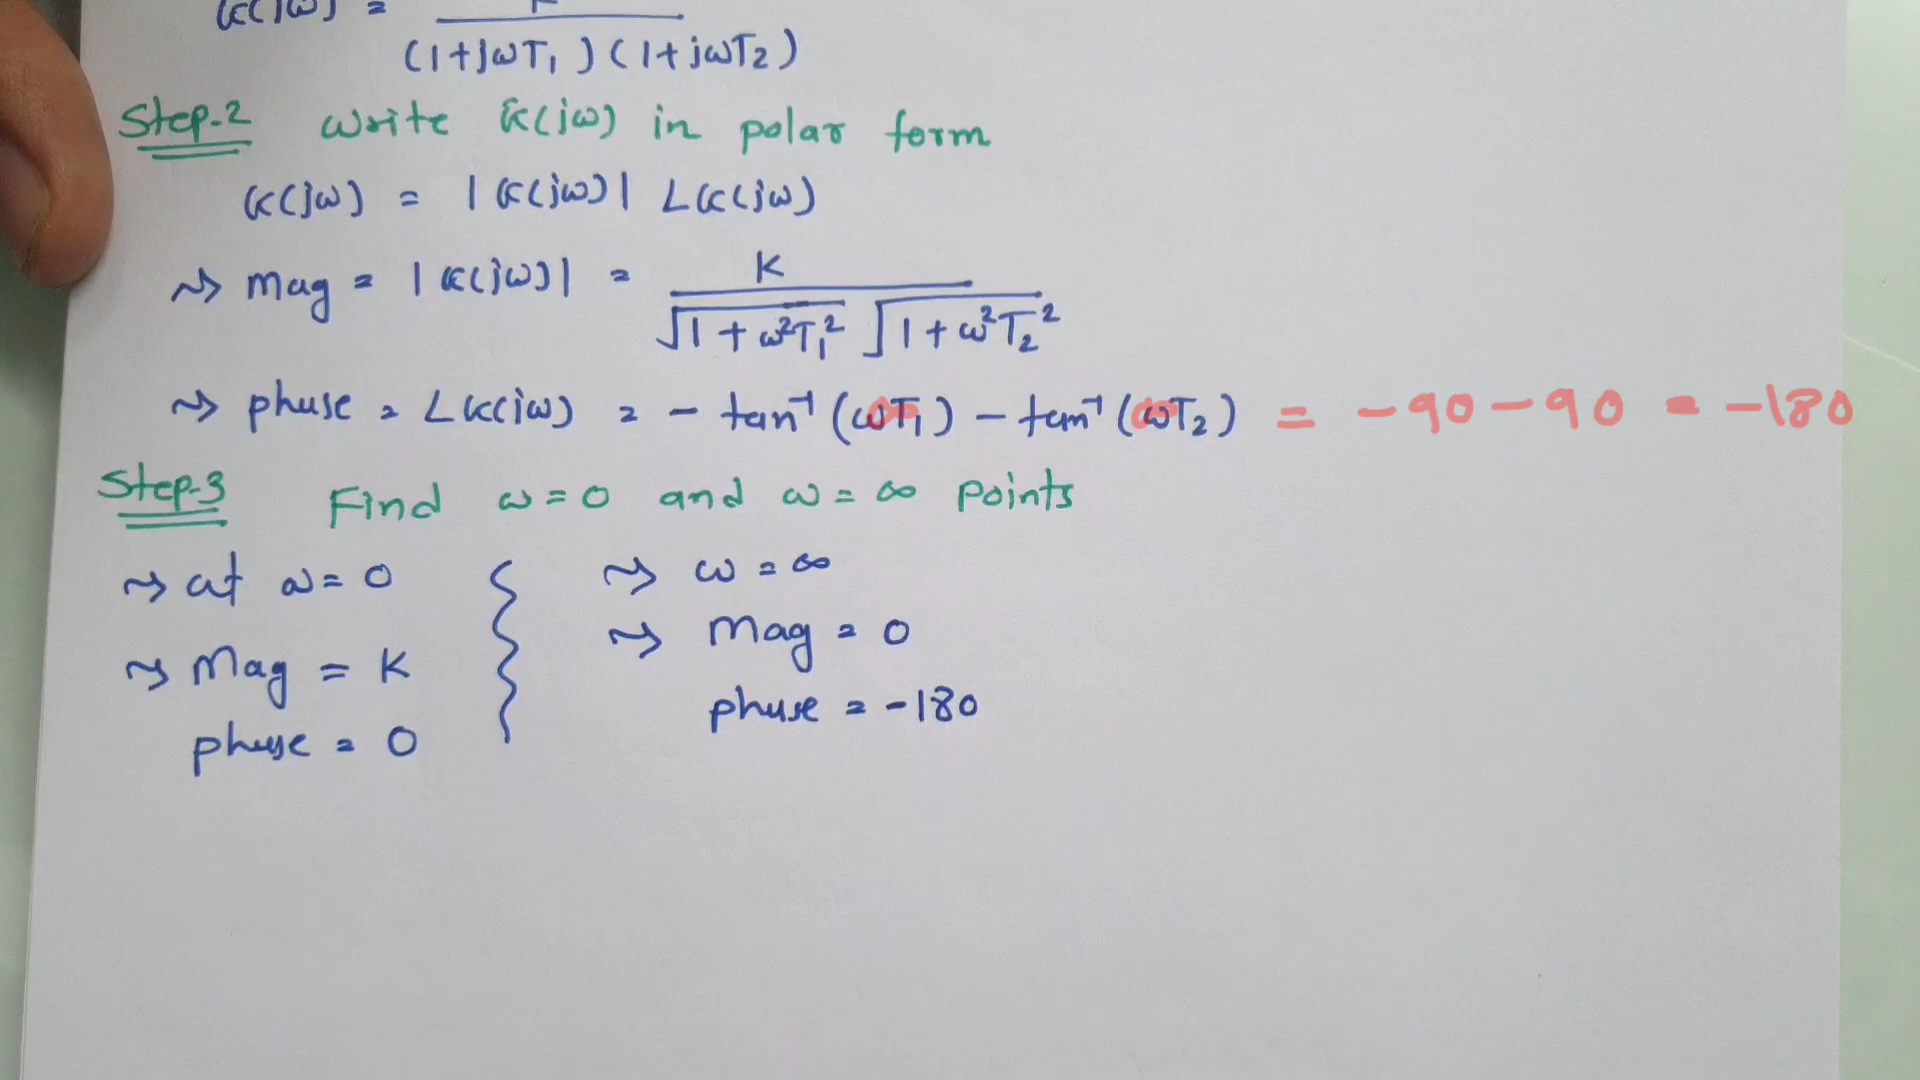 K(jω) = K
(1+jωT₁)(1+jωT₂)
Step-2 Write K(jω) in polar form
K(jω) = |K(jω)| ∠K(jω)
⇝ Mag = |K(jω)| = K
√1+ω²T₁² √1+ω²T₂²
⇝ phase = ∠K(jω) = - tan⁻¹(ωT₁) - tan⁻¹(ωT₂) = -90-90 = -180
Step-3 Find ω=0 and ω=∞ points
⇝ at ω=0
⇝ Mag = K
phase = 0
⇝ ω=∞
⇝ Mag = 0
phase = -180